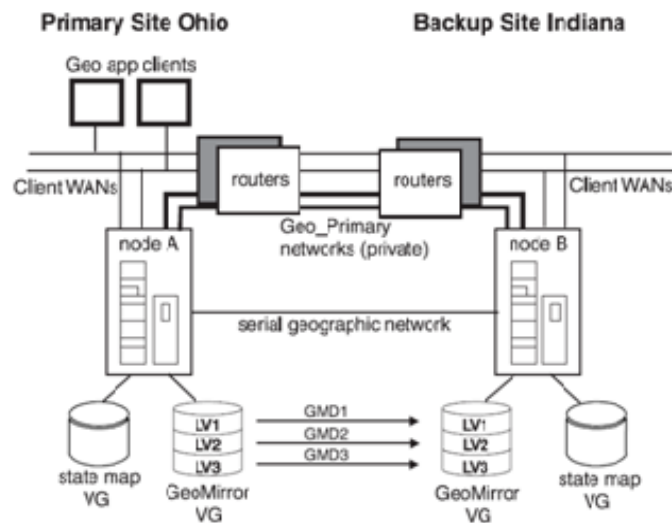 Primary Site Ohio
Backup Site Indiana
Geo app clients
routers
routers
Client WANs
Client WANs
Geo_Primary
networks (private)
node A
node B
serial geographic network
LV1
LV2
LV3
GMD1
GMD2
GMD3
LV1
LV2
LV3
state map
VG
GeoMirror
VG
GeoMirror
VG
state map
VG